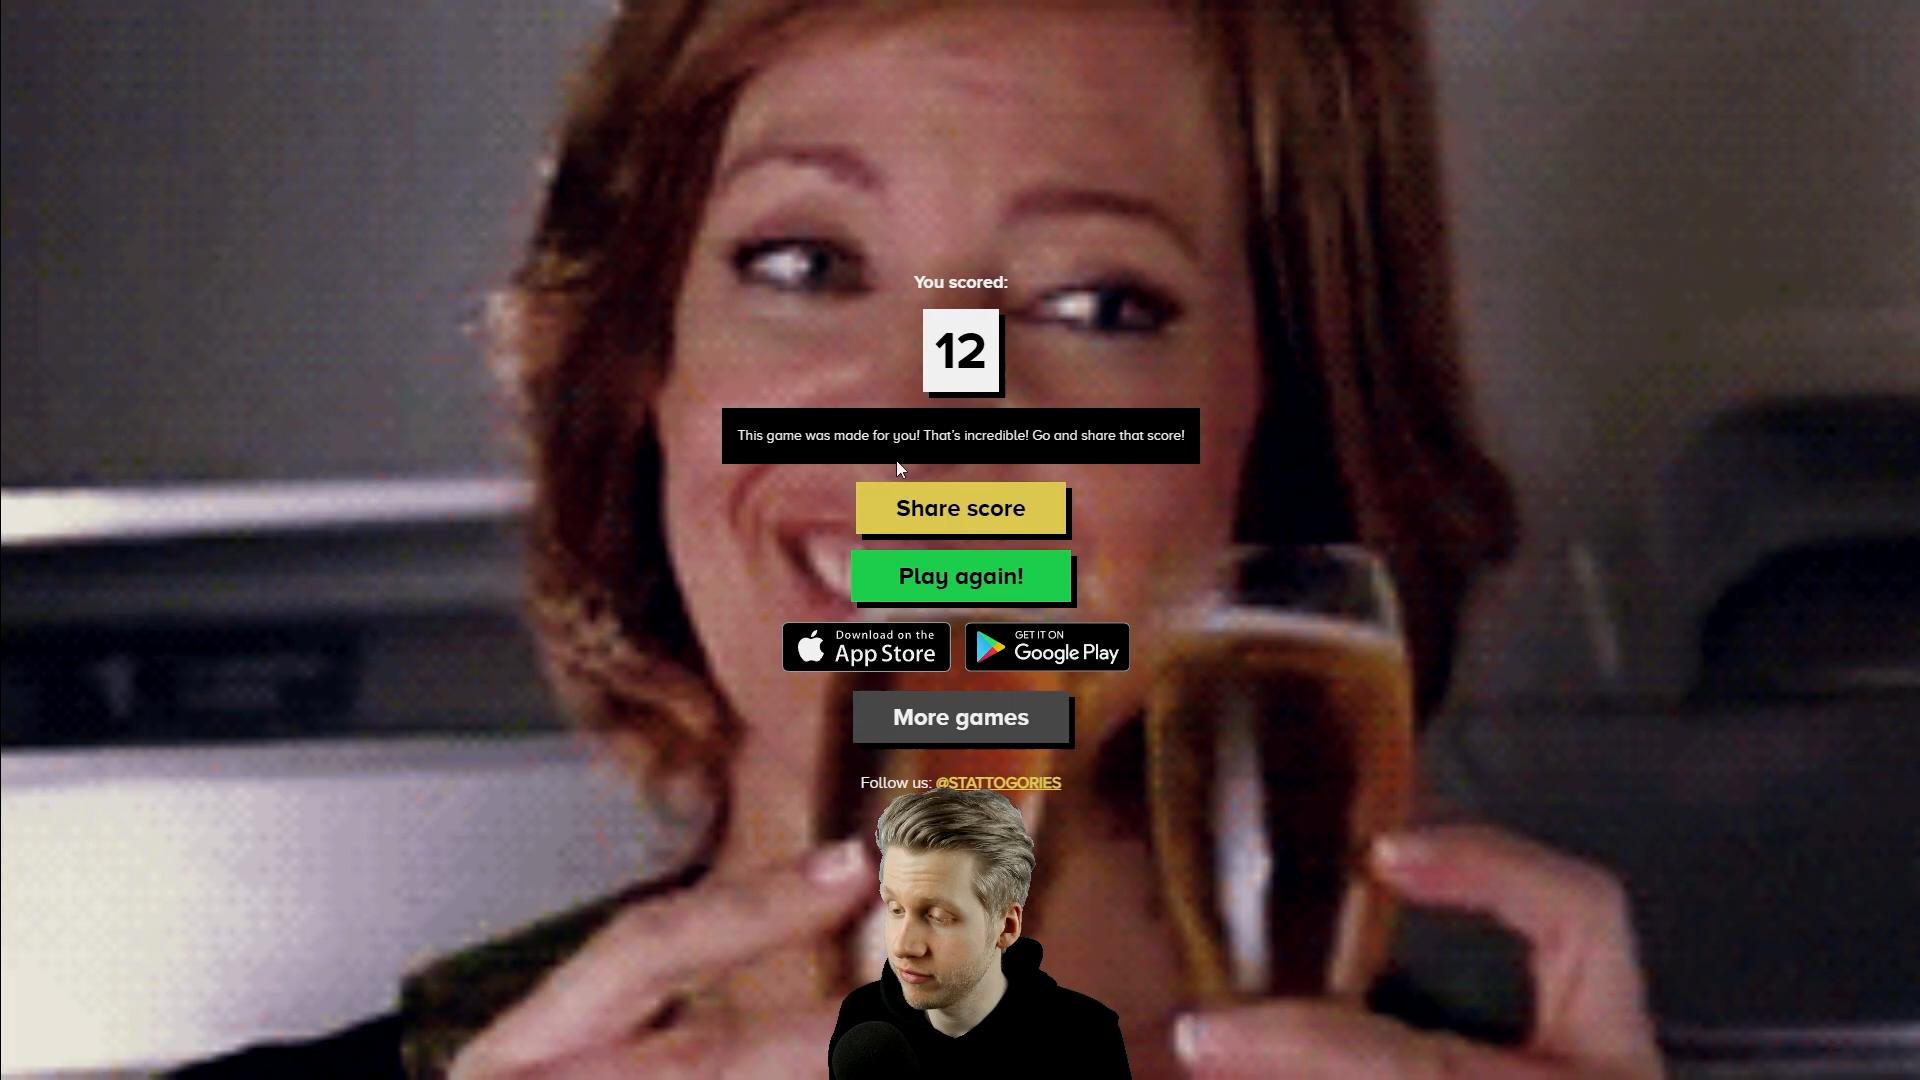 You scored:
12
This game was made for you! That's incredible! Go and share that score!
Share score
Play again!
Download on the
App Store
GET IT ON
Google Play
More games
Follow us: @STATTOGORIES